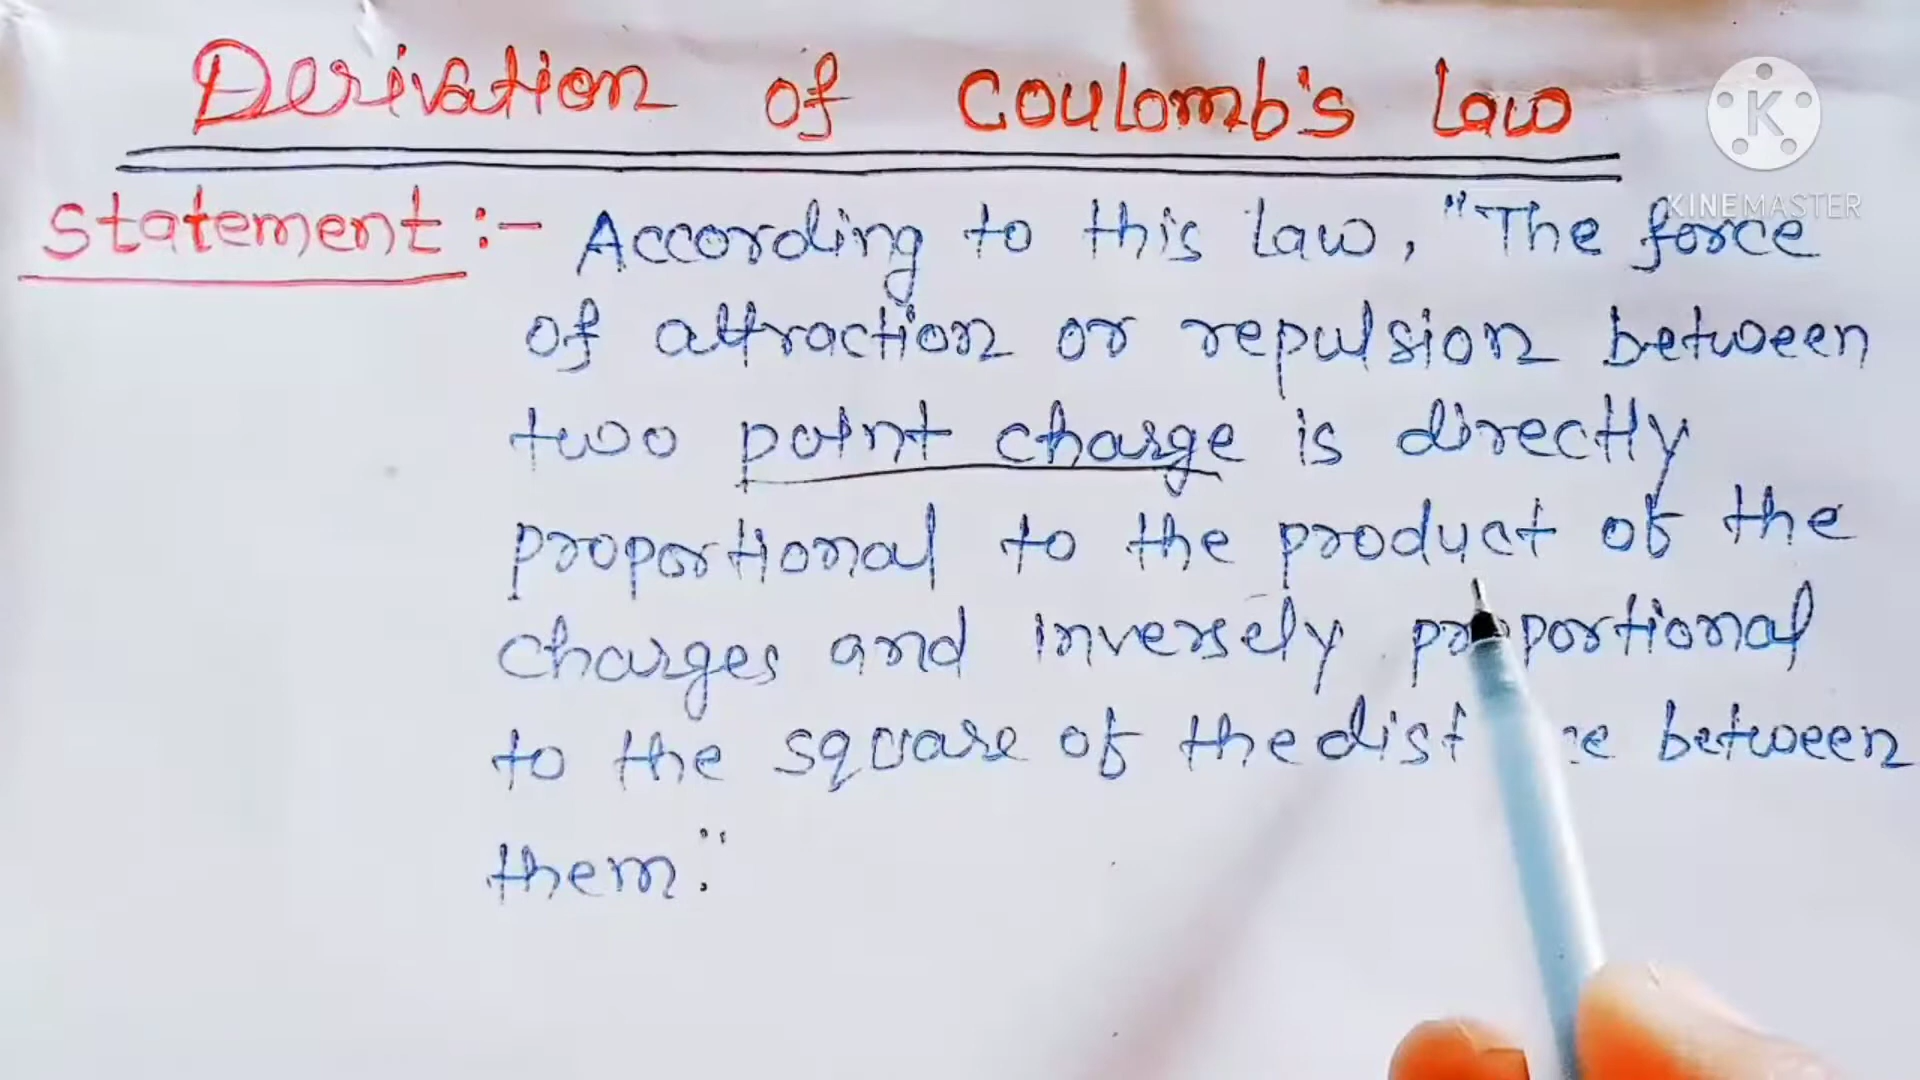 Derivation of Coulomb's Law
K
KINEMASTER
Statement :- According to this law, "The force
of attraction or repulsion between
two point charge is directly
proportional to the product of the
charges and inversely proportional
to the square of the between
them."